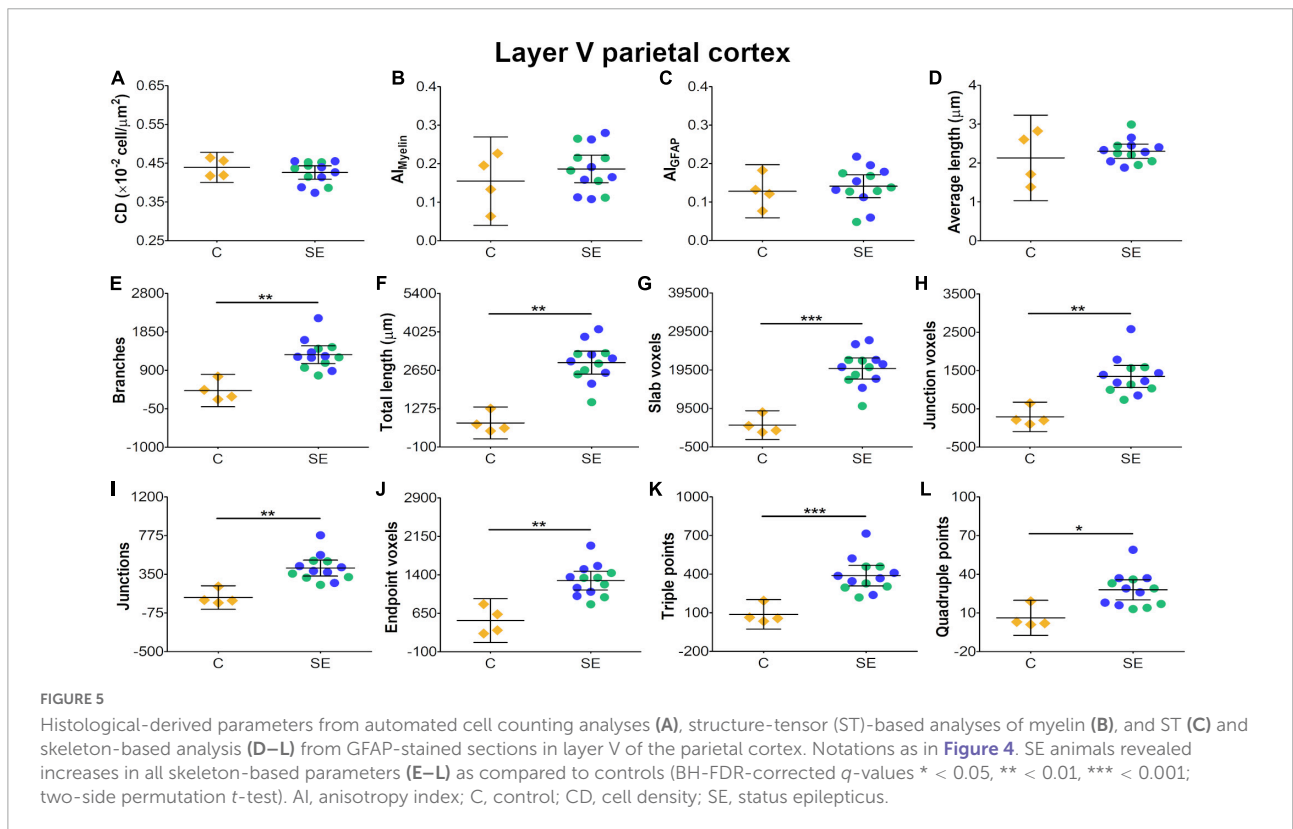 Layer V parietal cortex
A B C D
CD (×10⁻² cell/μm²)
0.65
0.55
0.45
0.35
0.25
C SE
AI_Myelin
0.4
0.3
0.2
0.1
0.0
C SE
AI_GFAP
0.4
0.3
0.2
0.1
0.0
C SE
Average length (μm)
4
3
2
1
0
C SE
E F G H
Branches
2800
1850
900
-50
-1000
**
C SE
Total length (μm)
5400
4025
2650
1275
-100
**
C SE
Slab voxels
39500
29500
19500
9500
-500
***
C SE
Junction voxels
3500
2500
1500
500
-500
**
C SE
I J K L
Junctions
1200
775
350
-75
-500
**
C SE
Endpoint voxels
2900
2150
1400
650
-100
**
C SE
Triple points
1000
700
400
100
-200
***
C SE
Quadruple points
100
70
40
10
-20
*
C SE
FIGURE 5
Histological-derived parameters from automated cell counting analyses (A), structure-tensor (ST)-based analyses of myelin (B), and ST (C) and
skeleton-based analysis (D–L) from GFAP-stained sections in layer V of the parietal cortex. Notations as in Figure 4. SE animals revealed
increases in all skeleton-based parameters (E–L) as compared to controls (BH-FDR-corrected q-values * < 0.05, ** < 0.01, *** < 0.001;
two-side permutation t-test). AI, anisotropy index; C, control; CD, cell density; SE, status epilepticus.